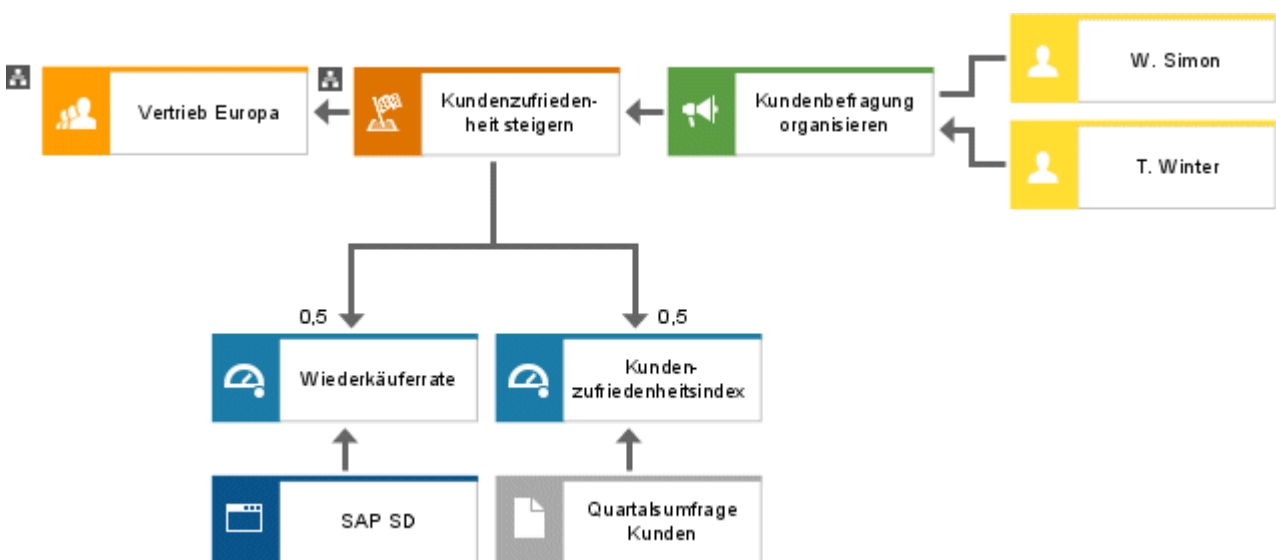 W. Simon
Vertrieb Europa
Kundenzufrieden-
heit steigern
Kundenbefragung
organisieren
T. Winter
0,5
0,5
Wiederkäuferrate
Kunden-
zufriedenheitsindex
SAP SD
Quartalsumfrage
Kunden